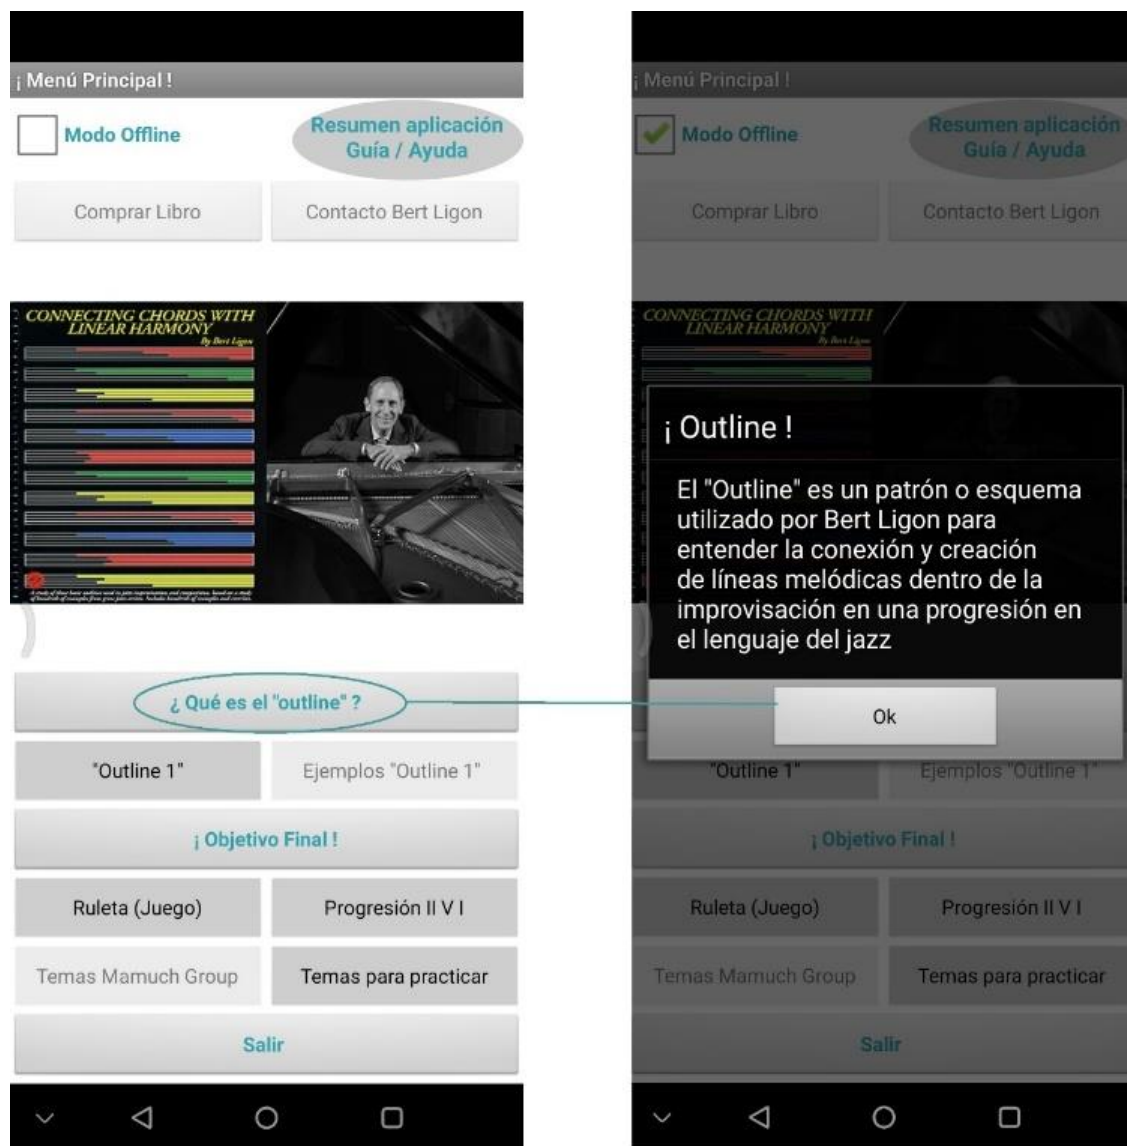 ¡ Menú Principal !
Modo Offline
Resumen aplicación
Guía / Ayuda
Comprar Libro
Contacto Bert Ligon
CONNECTING CHORDS WITH
LINEAR HARMONY
By Bert Ligon
¿ Qué es el "outline" ?
"Outline 1"
Ejemplos "Outline 1"
¡ Objetivo Final !
Ruleta (Juego)
Progresión II V I
Temas Mamuch Group
Temas para practicar
Salir
¡ Menú Principal !
Modo Offline
Resumen aplicación
Guía / Ayuda
Comprar Libro
Contacto Bert Ligon
CONNECTING CHORDS WITH
LINEAR HARMONY
By Bert Ligon
¡ Outline !
El "Outline" es un patrón o esquema
utilizado por Bert Ligon para
entender la conexión y creación
de líneas melódicas dentro de la
improvisación en una progresión en
el lenguaje del jazz
Ok
"Outline 1"
Ejemplos "Outline 1"
¡ Objetivo Final !
Ruleta (Juego)
Progresión II V I
Temas Mamuch Group
Temas para practicar
Salir